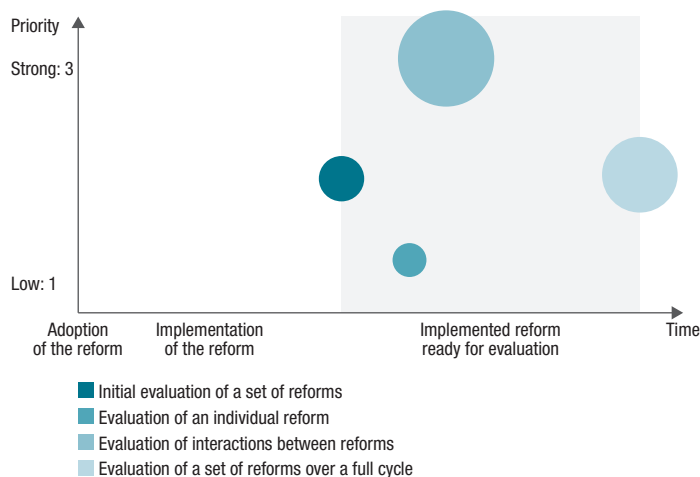 Priority
Strong: 3
Low: 1
Adoption
of the reform
Implementation
of the reform
Implemented reform
ready for evaluation
Time
Initial evaluation of a set of reforms
Evaluation of an individual reform
Evaluation of interactions between reforms
Evaluation of a set of reforms over a full cycle